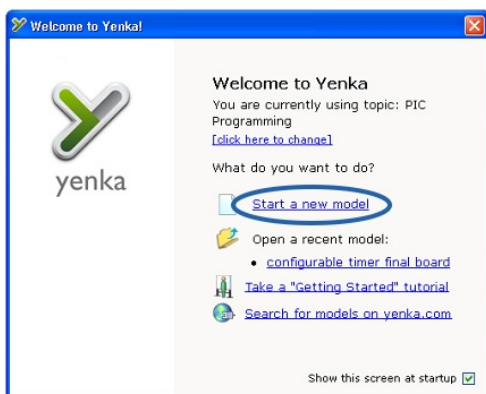 Welcome to Yenka!
yenka
Welcome to Yenka
You are currently using topic: PIC
Programming
[click here to change]
What do you want to do?
Start a new model
Open a recent model:
• configurable timer final board
Take a "Getting Started" tutorial
Search for models on yenka.com
Show this screen at startup